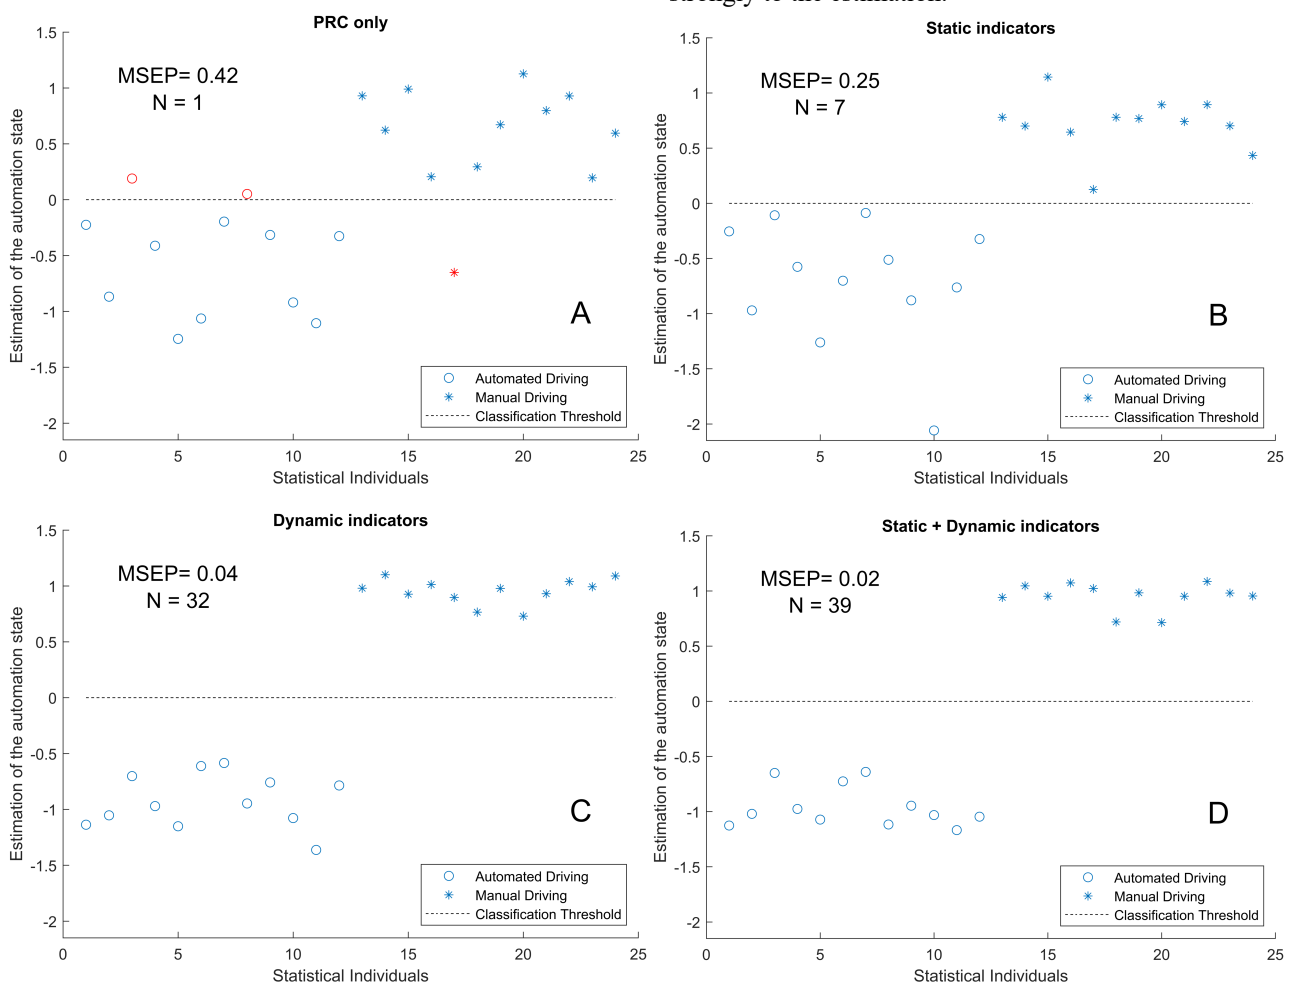 strongly to the estimation.
PRC only
MSEP= 0.42
N = 1
A
Estimation of the automation state
1.5
1
0.5
0
-0.5
-1
-1.5
-2
0 5 10 15 20 25
Statistical Individuals
Automated Driving
Manual Driving
Classification Threshold
Static indicators
MSEP= 0.25
N = 7
B
Estimation of the automation state
1.5
1
0.5
0
-0.5
-1
-1.5
-2
0 5 10 15 20 25
Statistical Individuals
Automated Driving
Manual Driving
Classification Threshold
Dynamic indicators
MSEP= 0.04
N = 32
C
Estimation of the automation state
1.5
1
0.5
0
-0.5
-1
-1.5
-2
0 5 10 15 20 25
Statistical Individuals
Automated Driving
Manual Driving
Classification Threshold
Static + Dynamic indicators
MSEP= 0.02
N = 39
D
Estimation of the automation state
1.5
1
0.5
0
-0.5
-1
-1.5
-2
0 5 10 15 20 25
Statistical Individuals
Automated Driving
Manual Driving
Classification Threshold